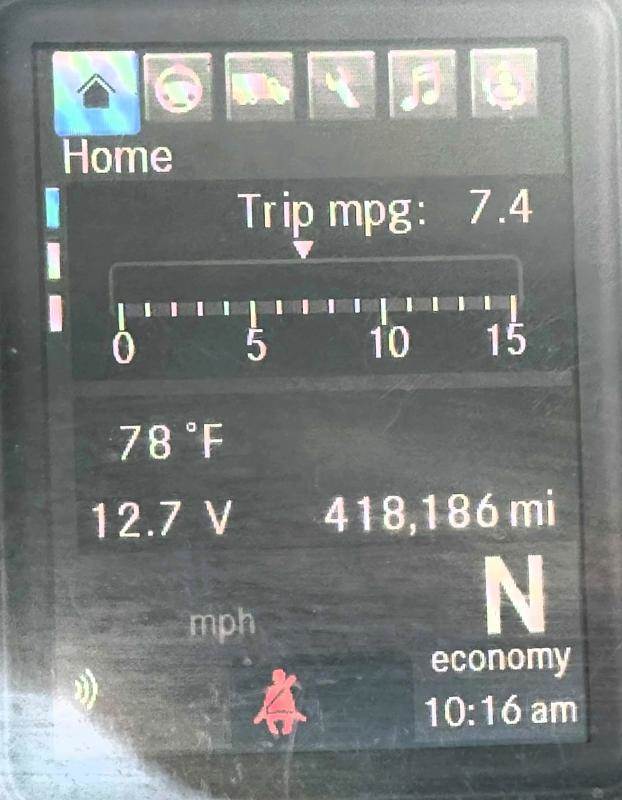 Home
Trip mpg: 7.4
0 5 10 15
78 °F
12.7 V 418,186 mi
N
mph
economy
10:16 am